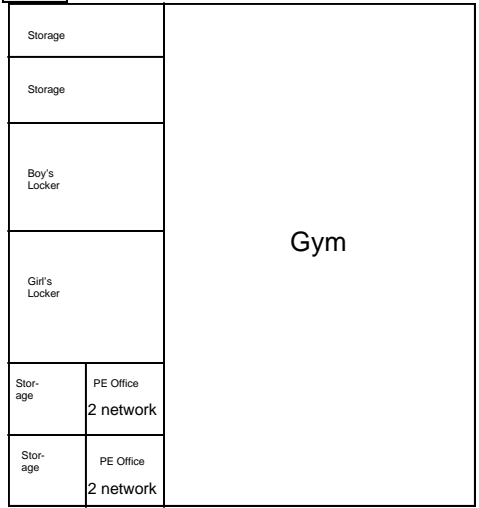 Storage
Storage
Boy's
Locker
Gym
Girl's
Locker
Stor-
age
PE Office
2 network
Stor-
age
PE Office
2 network